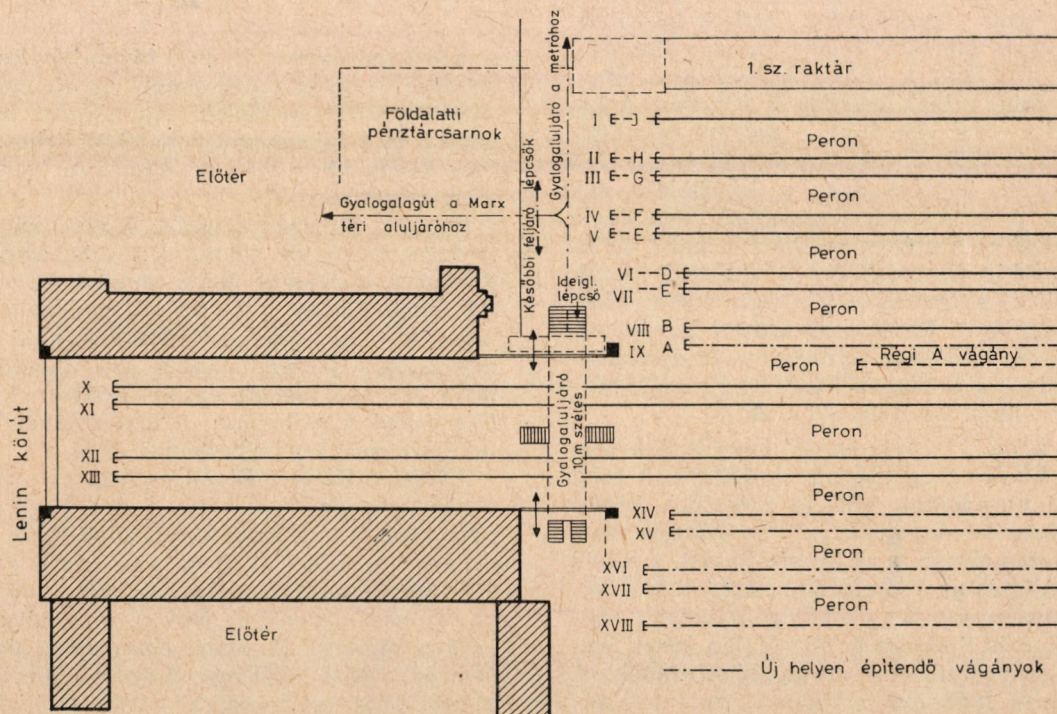 1. sz. raktár
Gyalogaluljáró a metróhoz
Földalatti
pénztárcsarnok
Előtér
Későbbi feljáró lépcsők
Gyalogalagút a Marx
téri aluljáróhoz
I J
Peron
II H
III G
Peron
IV F
V E
Peron
VI D
VII E'
Ideigl.
lépcső
Peron
VIII B
IX A
Régi A vágány
Peron
X
XI
Peron
XII
XIII
Gyalogaluljáró
10 m széles
Lenin körút
Peron
XIV
XV
Peron
XVI
XVII
Peron
XVIII
Előtér
Új helyen építendő vágányok